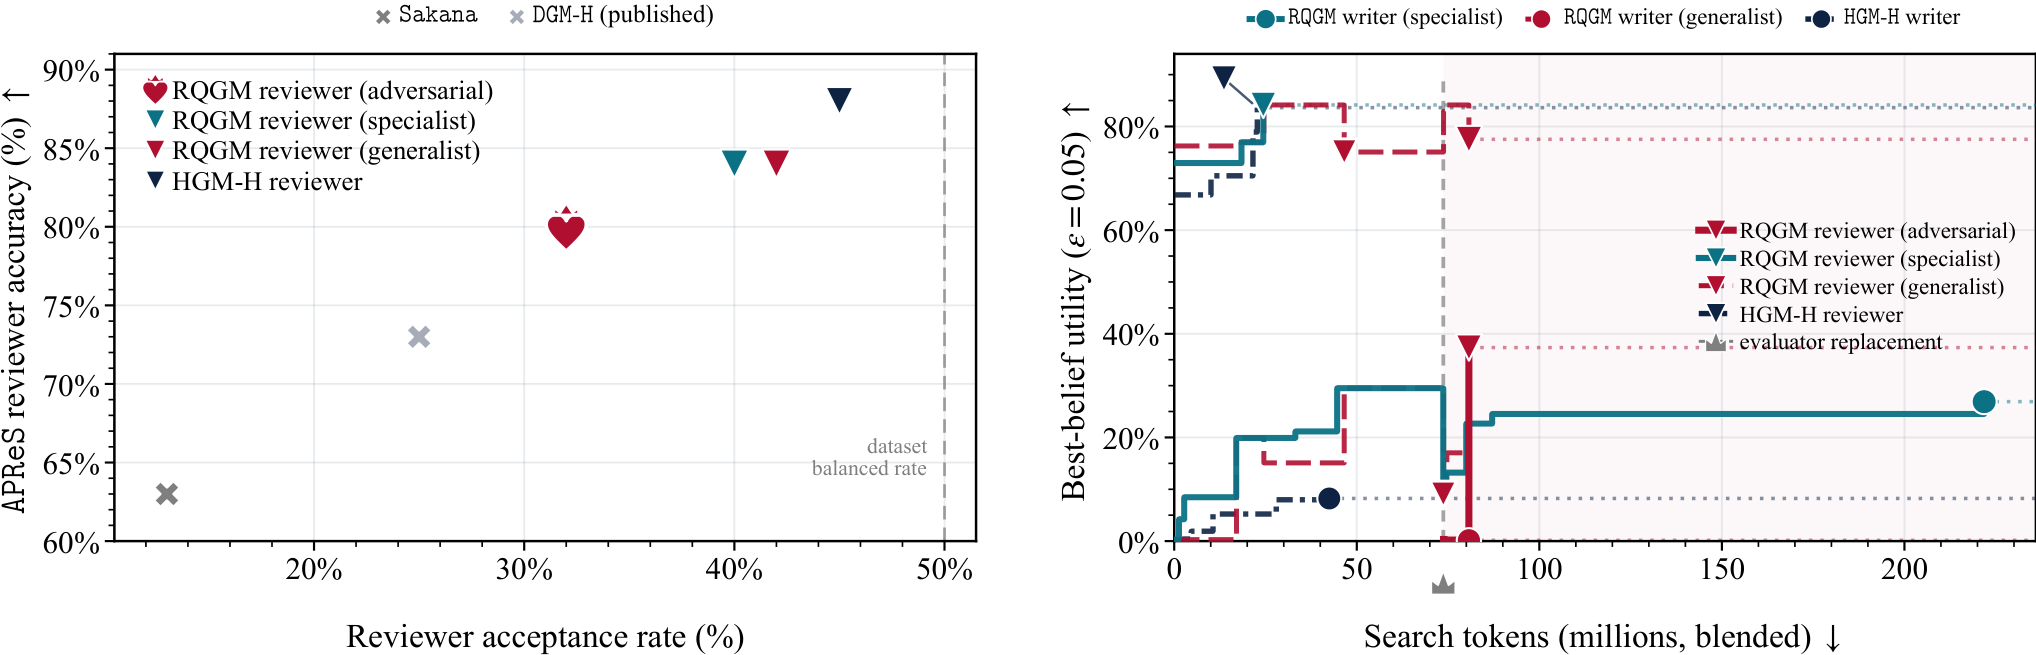 Sakana
DGM-H (published)
APReS reviewer accuracy (%) ↑
90%
85%
80%
75%
70%
65%
60%
RQGM reviewer (adversarial)
RQGM reviewer (specialist)
RQGM reviewer (generalist)
HGM-H reviewer
dataset
balanced rate
20%
30%
40%
50%
Reviewer acceptance rate (%)
RQGM writer (specialist)
RQGM writer (generalist)
HGM-H writer
Best-belief utility (ε = 0.05) ↑
80%
60%
40%
20%
0%
RQGM reviewer (adversarial)
RQGM reviewer (specialist)
RQGM reviewer (generalist)
HGM-H reviewer
evaluator replacement
0
50
100
150
200
Search tokens (millions, blended) ↓